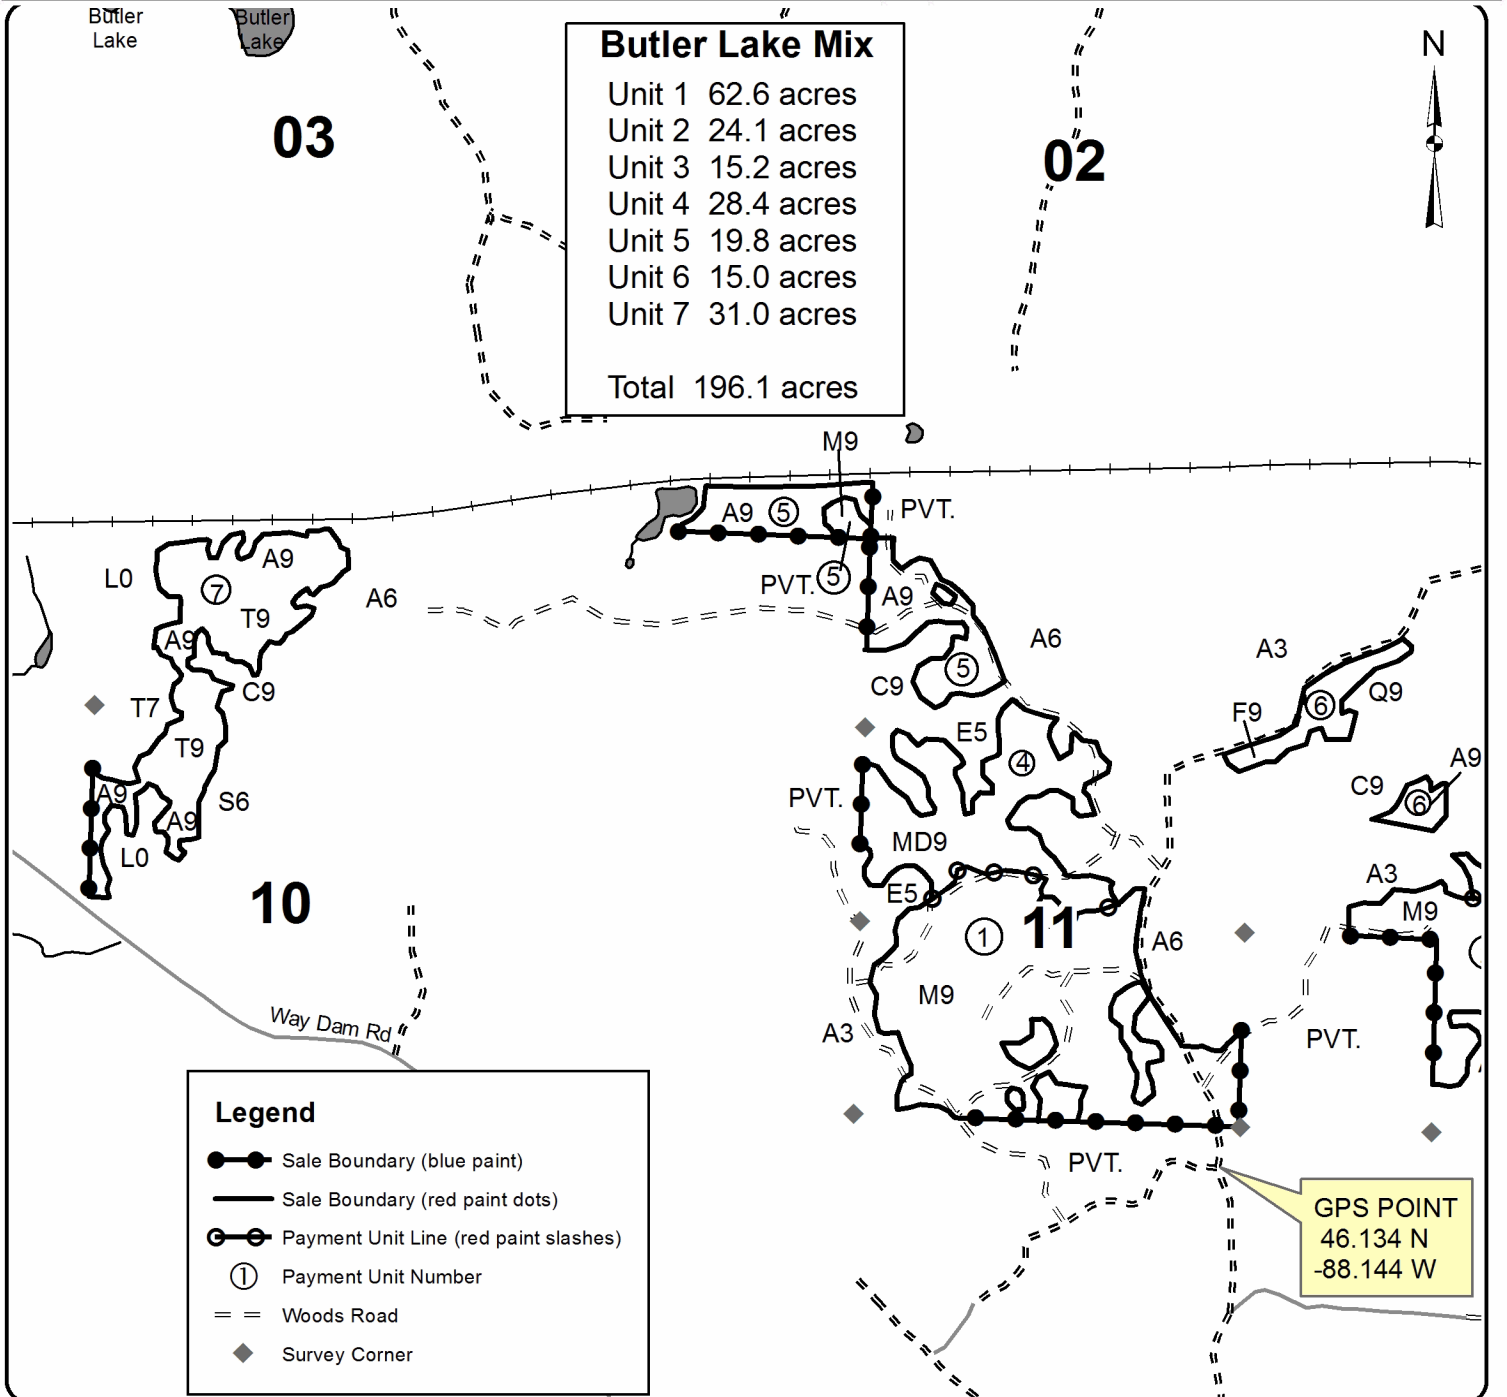 Butler
Lake
Butler
Lake
Butler Lake Mix
Unit 1 62.6 acres
Unit 2 24.1 acres
Unit 3 15.2 acres
Unit 4 28.4 acres
Unit 5 19.8 acres
Unit 6 15.0 acres
Unit 7 31.0 acres
Total 196.1 acres
N
03
02
M9
A9
5
PVT.
L0
A9
7
A6
T9
A9
PVT.
5
A9
A6
A3
C9
5
C9
T7
T9
E5
4
F9
6
Q9
A9
C9
6
A9
S6
A9
L0
PVT.
MD9
E5
A3
M9
10
1
11
A6
M9
A3
PVT.
Way Dam Rd
PVT.
GPS POINT
46.134 N
-88.144 W
Legend
Sale Boundary (blue paint)
Sale Boundary (red paint dots)
Payment Unit Line (red paint slashes)
1 Payment Unit Number
Woods Road
Survey Corner